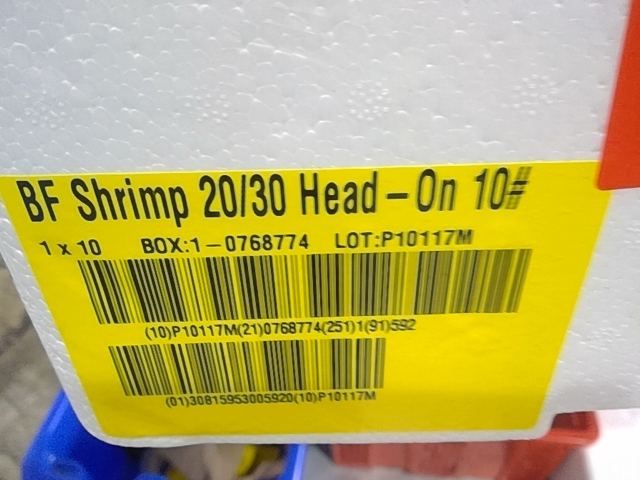 BF Shrimp 20/30 Head-On 10#
1 x 10 BOX:1-0768774 LOT:P10117M
(10)P10117M(21)0768774(251)1(91)592
(01)30815953005920(10)P10117M